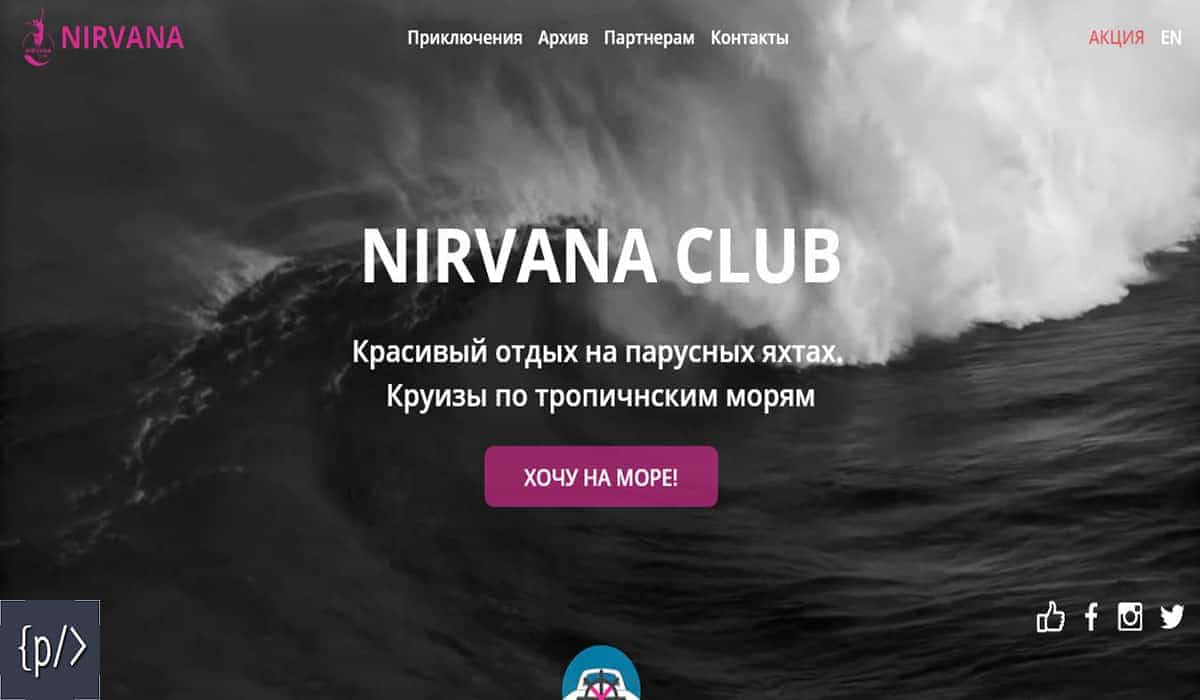 NIRVANA
Приключения Архив Партнерам Контакты
АКЦИЯ EN
NIRVANA CLUB
Красивый отдых на парусных яхтах.
Круизы по тропичнским морям
ХОЧУ НА МОРЕ!
{p/>